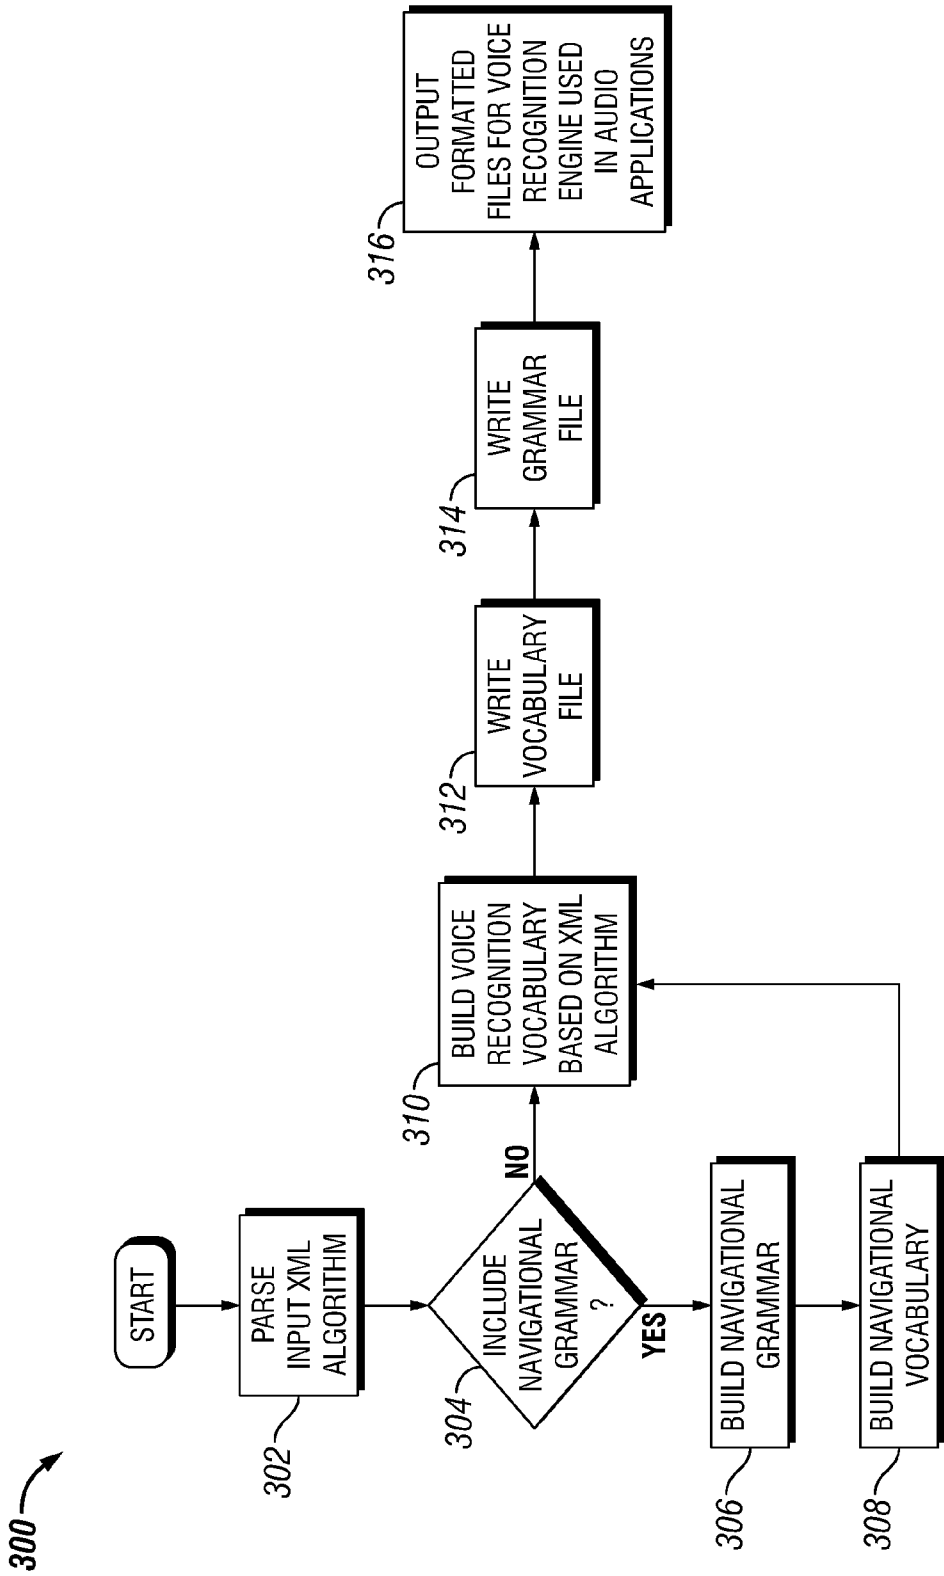 300
START
302
PARSE
INPUT XML
ALGORITHM
304
INCLUDE
NAVIGATIONAL
GRAMMAR
?
NO
YES
306
BUILD NAVIGATIONAL
GRAMMAR
308
BUILD NAVIGATIONAL
VOCABULARY
310
BUILD VOICE
RECOGNITION
VOCABULARY
BASED ON XML
ALGORITHM
312
WRITE
VOCABULARY
FILE
314
WRITE
GRAMMAR
FILE
316
OUTPUT
FORMATTED
FILES FOR VOICE
RECOGNITION
ENGINE USED
IN AUDIO
APPLICATIONS